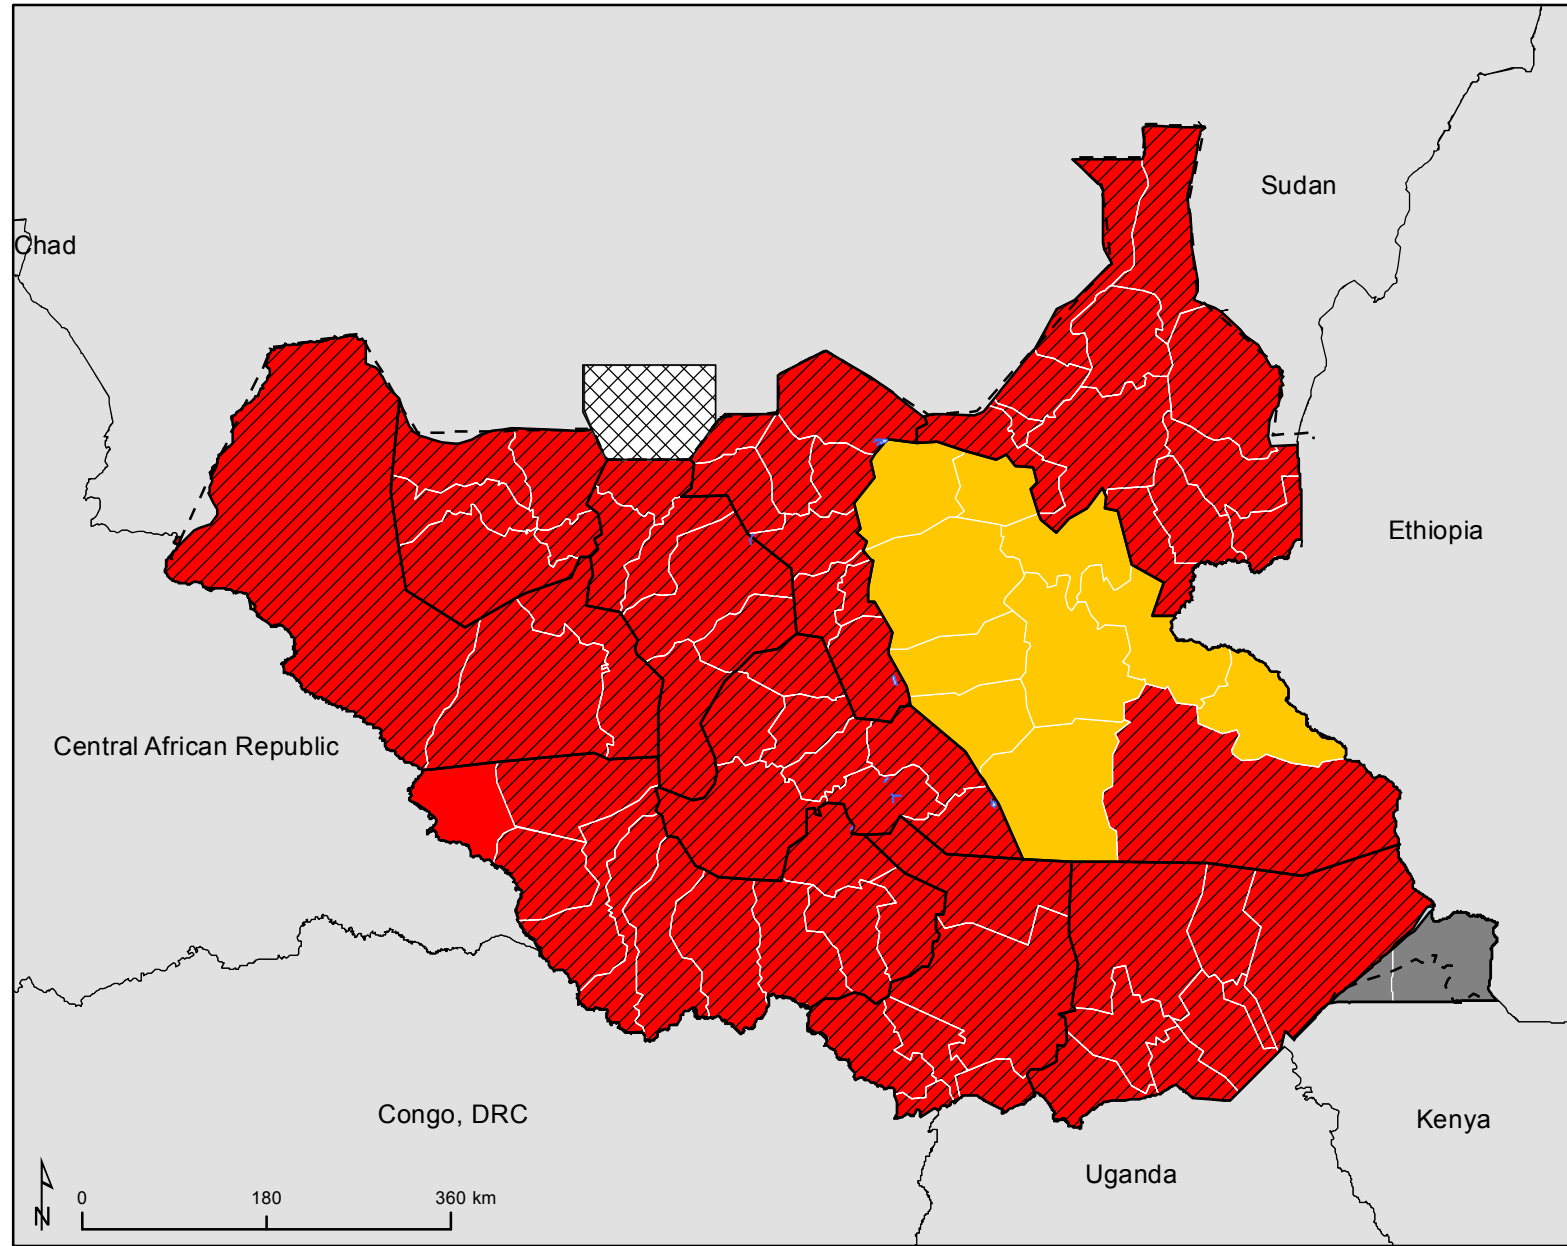 Sudan
Chad
Ethiopia
Central African Republic
Congo, DRC
Kenya
Uganda
N
0 180 360 km